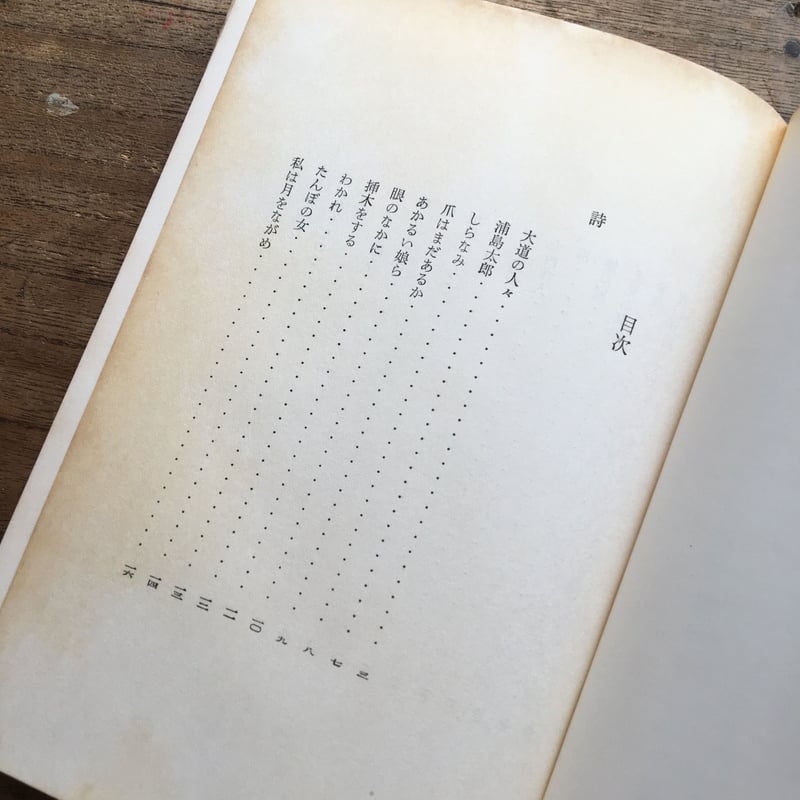 目次
詩
大道の人々・・・・・・・・・・・・・・・・三
浦島太郎・・・・・・・・・・・・・・・・七
しらなみ・・・・・・・・・・・・・・・・八
爪はまだあるか・・・・・・・・・・・・・・・・九
あかるい娘ら・・・・・・・・・・・・・・・・一〇
眼のなかに・・・・・・・・・・・・・・・・一一
挿木をする・・・・・・・・・・・・・・・・一二
わかれ・・・・・・・・・・・・・・・・一三
たんぽの女・・・・・・・・・・・・・・・・一四
私は月をながめ・・・・・・・・・・・・・・・・一六